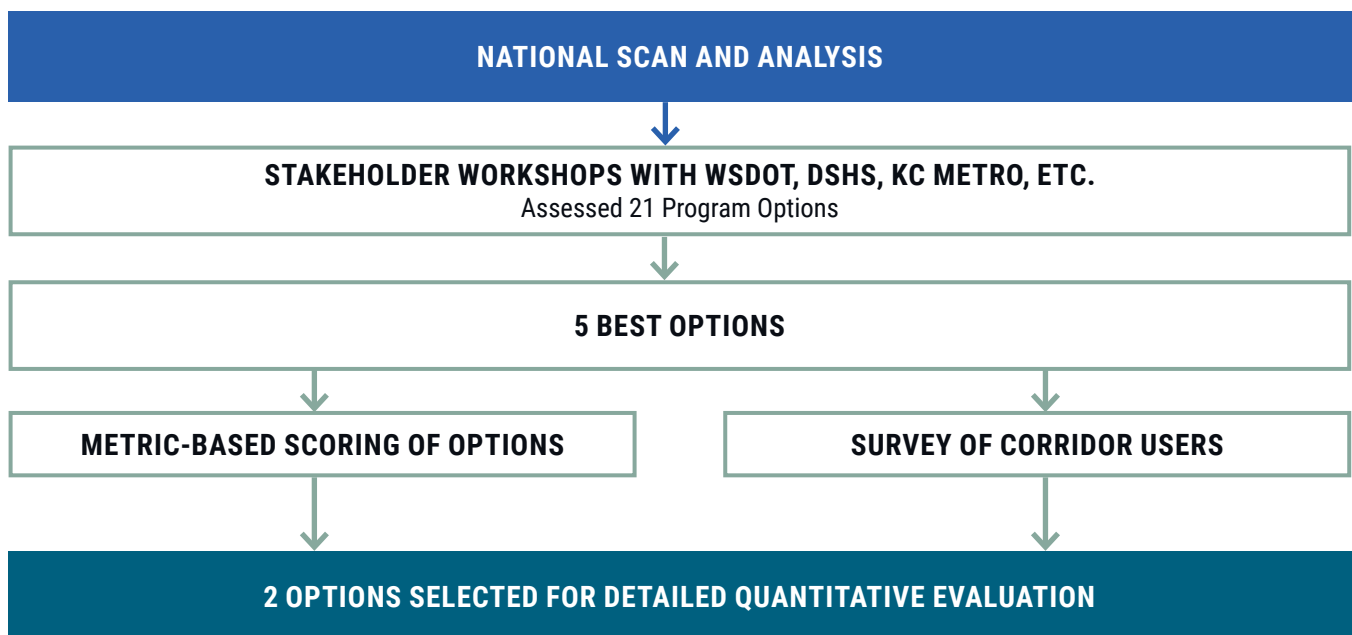 NATIONAL SCAN AND ANALYSIS
STAKEHOLDER WORKSHOPS WITH WSDOT, DSHS, KC METRO, ETC.
Assessed 21 Program Options
5 BEST OPTIONS
METRIC-BASED SCORING OF OPTIONS
SURVEY OF CORRIDOR USERS
2 OPTIONS SELECTED FOR DETAILED QUANTITATIVE EVALUATION